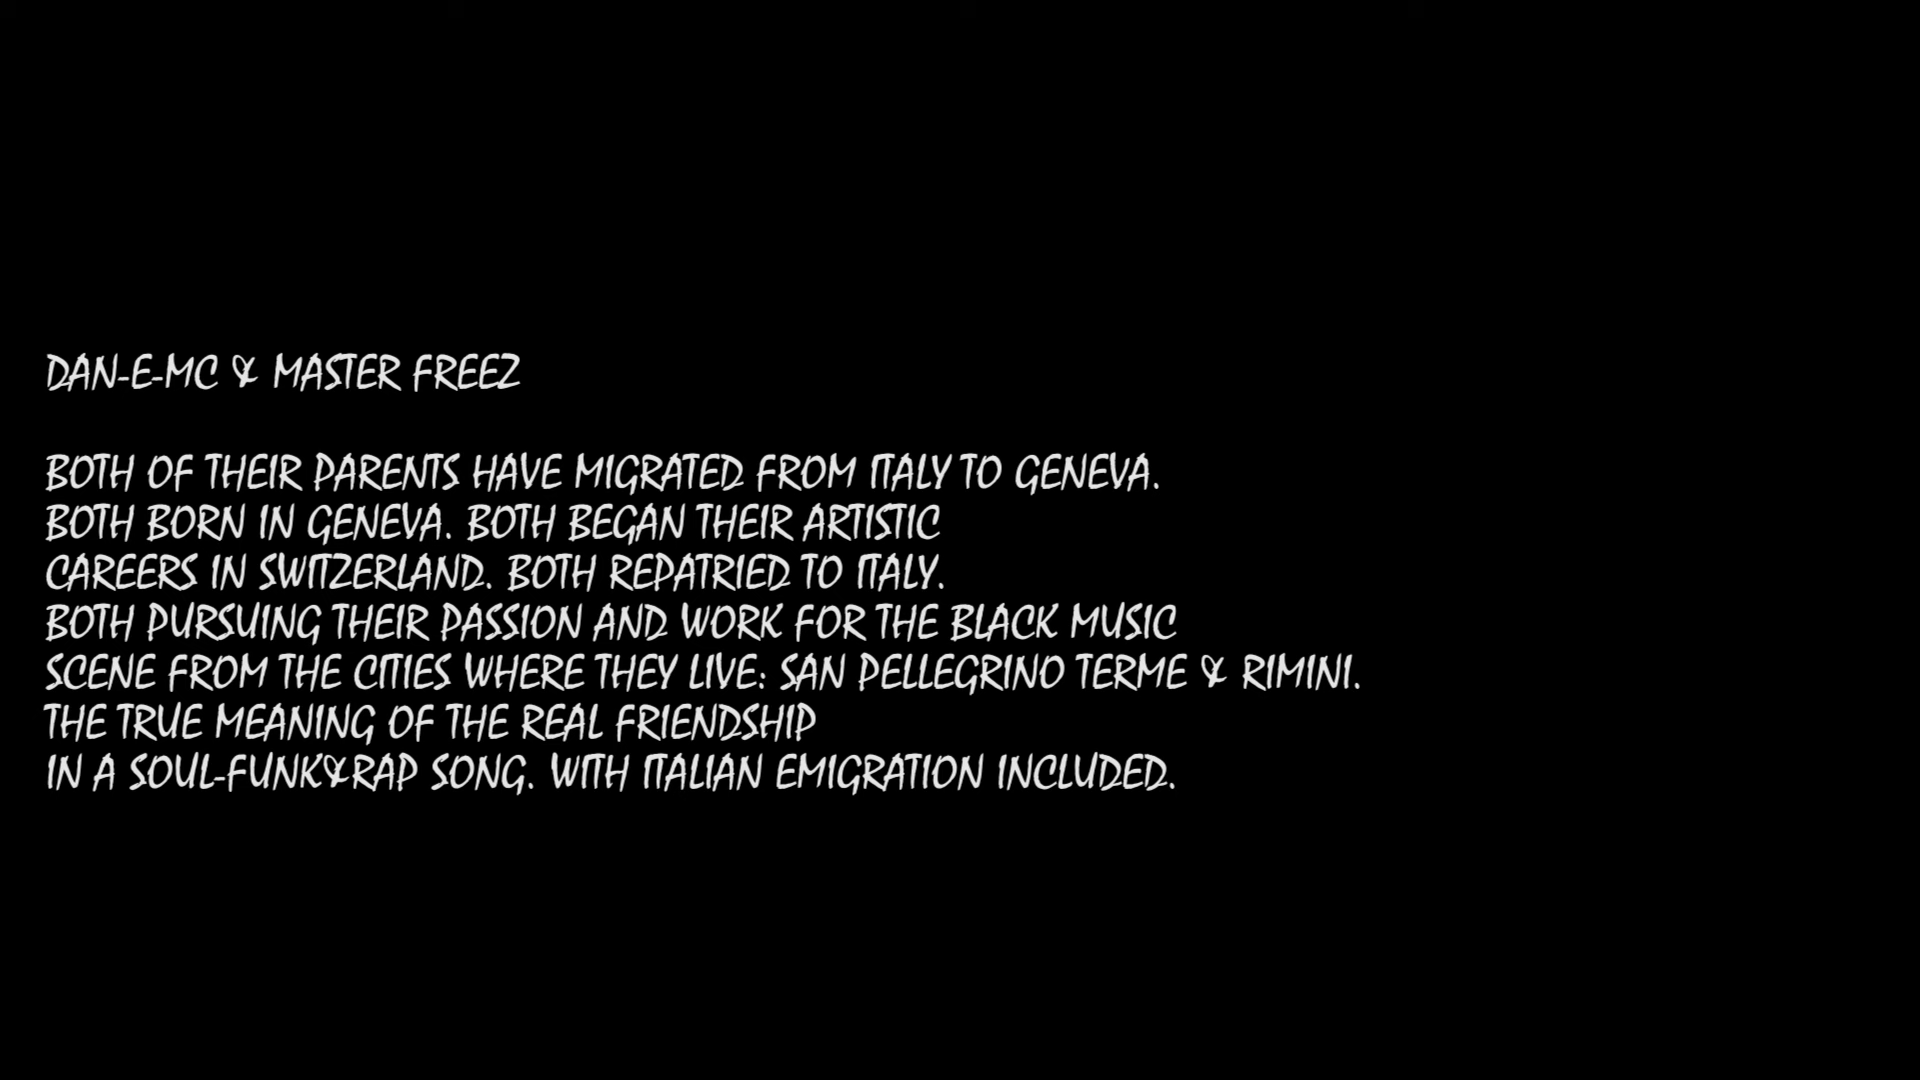 DAN-E-MC & MASTER FREEZ
BOTH OF THEIR PARENTS HAVE MIGRATED FROM ITALY TO GENEVA.
BOTH BORN IN GENEVA. BOTH BEGAN THEIR ARTISTIC
CAREERS IN SWITZERLAND. BOTH REPATRIED TO ITALY.
BOTH PURSUING THEIR PASSION AND WORK FOR THE BLACK MUSIC
SCENE FROM THE CITIES WHERE THEY LIVE: SAN PELLEGRINO TERME & RIMINI.
THE TRUE MEANING OF THE REAL FRIENDSHIP
IN A SOUL-FUNK&RAP SONG. WITH ITALIAN EMIGRATION INCLUDED.